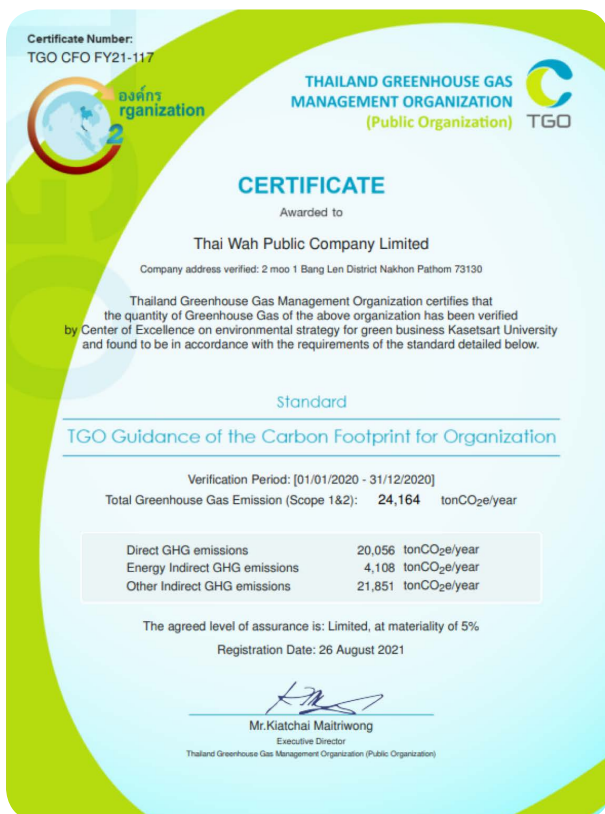 Certificate Number:
TGO CFO FY21-117
องค์กร
rganization
2
THAILAND GREENHOUSE GAS
MANAGEMENT ORGANIZATION
(Public Organization)
TGO
CERTIFICATE
Awarded to
Thai Wah Public Company Limited
Company address verified: 2 moo 1 Bang Len District Nakhon Pathom 73130
Thailand Greenhouse Gas Management Organization certifies that
the quantity of Greenhouse Gas of the above organization has been verified
by Center of Excellence on environmental strategy for green business Kasetsart University
and found to be in accordance with the requirements of the standard detailed below.
Standard
TGO Guidance of the Carbon Footprint for Organization
Verification Period: [01/01/2020 - 31/12/2020]
Total Greenhouse Gas Emission (Scope 1&2): 24,164 tonCO2e/year
Direct GHG emissions 20,056 tonCO2e/year
Energy Indirect GHG emissions 4,108 tonCO2e/year
Other Indirect GHG emissions 21,851 tonCO2e/year
The agreed level of assurance is: Limited, at materiality of 5%
Registration Date: 26 August 2021
Mr.Kiatchai Maitriwong
Executive Director
Thailand Greenhouse Gas Management Organization (Public Organization)